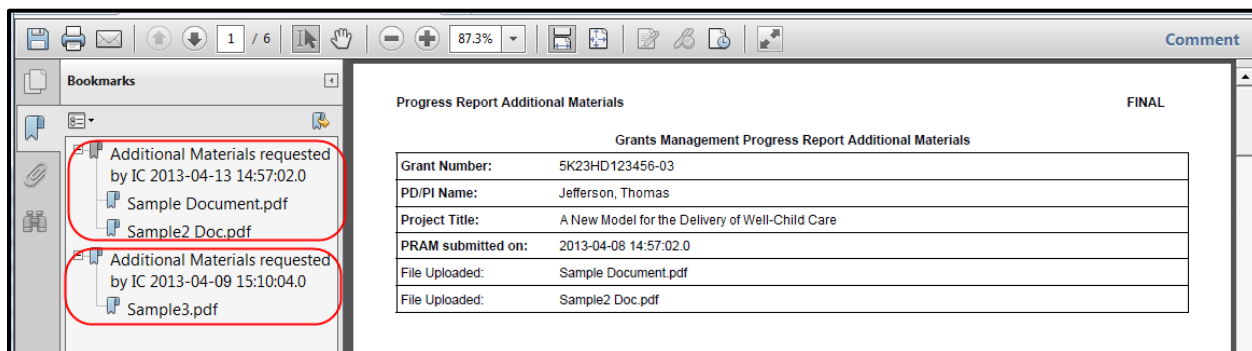 1 / 6 87.3% Comment
Bookmarks
Additional Materials requested
by IC 2013-04-13 14:57:02.0
Sample Document.pdf
Sample2 Doc.pdf
Additional Materials requested
by IC 2013-04-09 15:10:04.0
Sample3.pdf
Progress Report Additional Materials FINAL
Grants Management Progress Report Additional Materials
Grant Number: 5K23HD123456-03
PD/PI Name: Jefferson, Thomas
Project Title: A New Model for the Delivery of Well-Child Care
PRAM submitted on: 2013-04-08 14:57:02.0
File Uploaded: Sample Document.pdf
File Uploaded: Sample2 Doc.pdf